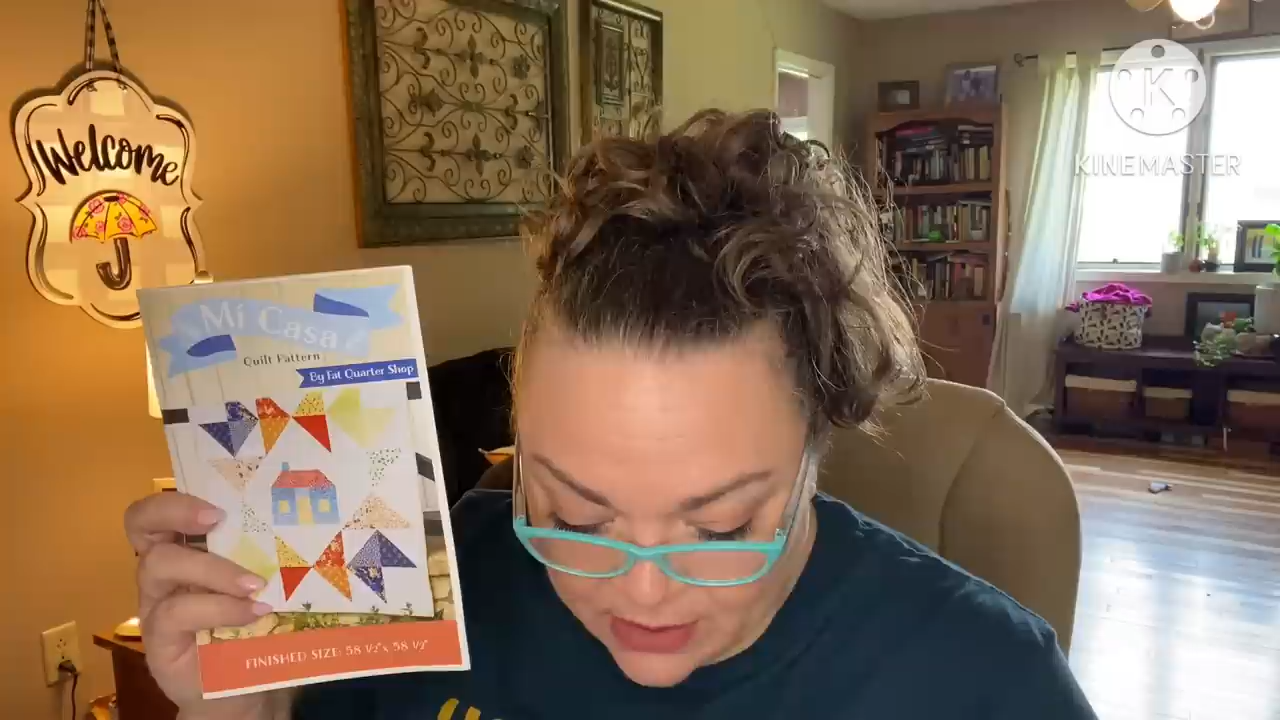 Welcome
KINEMASTER
Mi Casa
Quilt Pattern
By Fat Quarter Shop
FINISHED SIZE: 58 1/2" x 58 1/2"